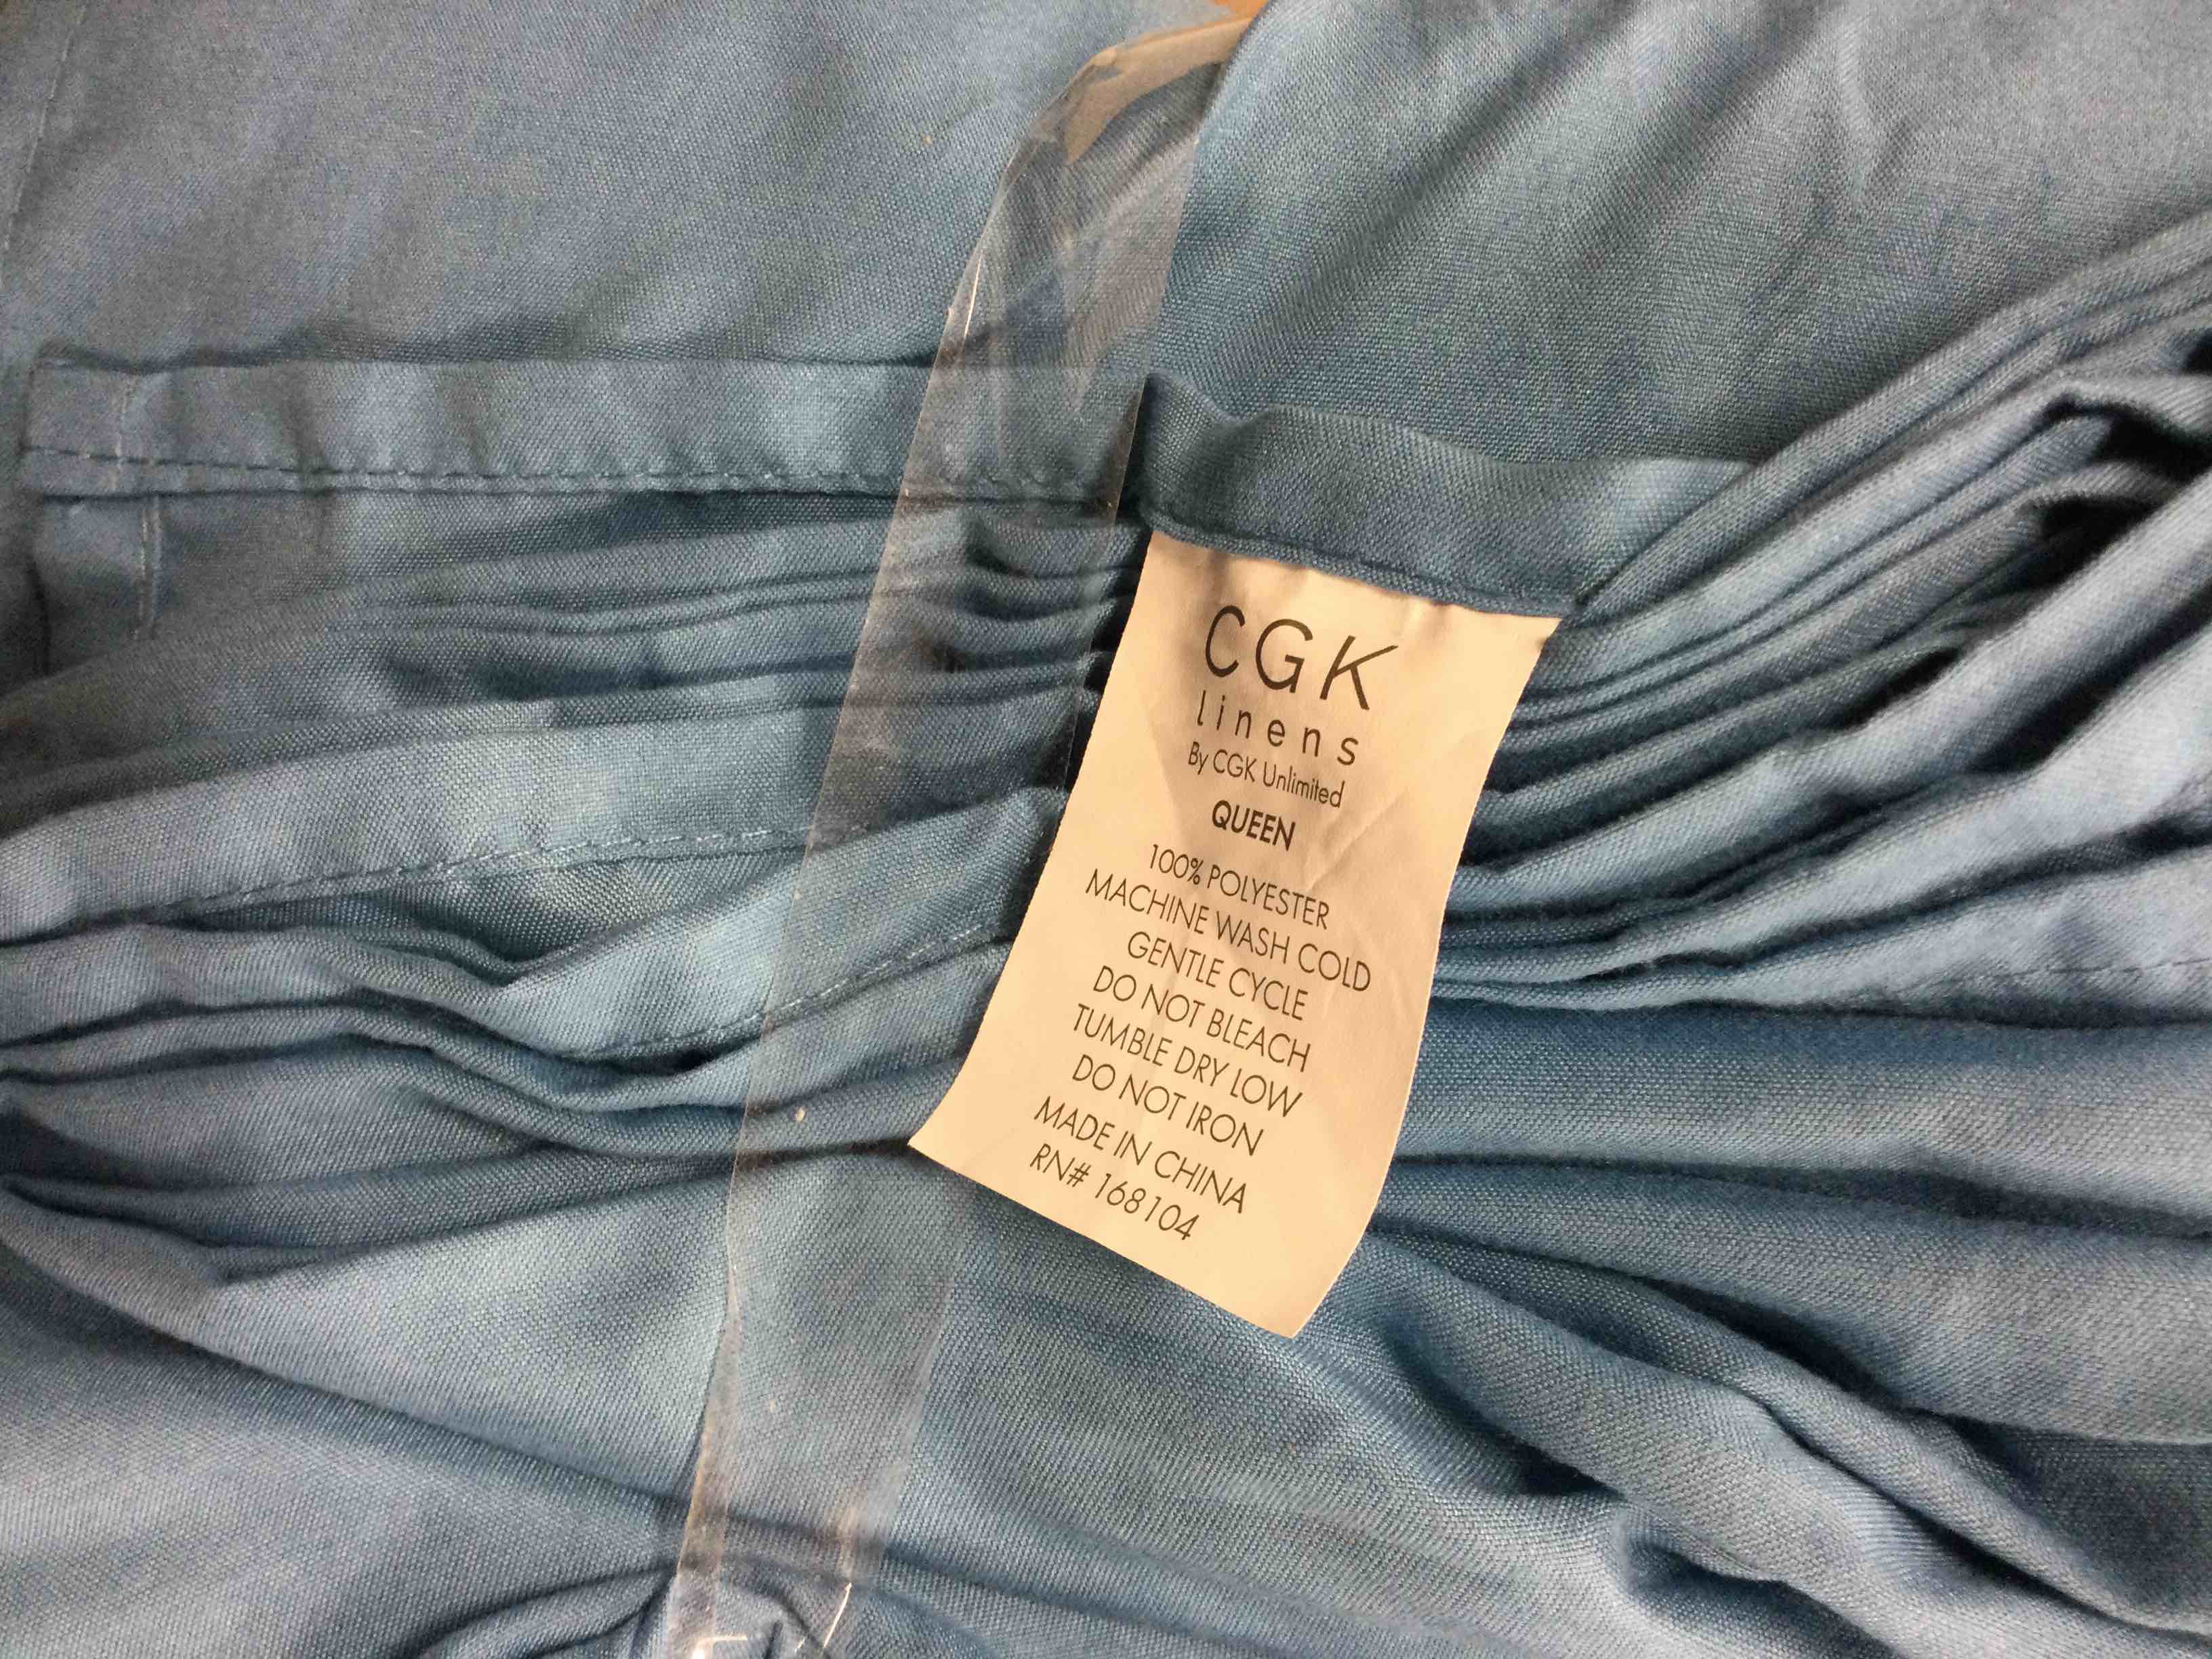 CGK
linens
By CGK Unlimited
QUEEN
100% POLYESTER
MACHINE WASH COLD
GENTLE CYCLE
DO NOT BLEACH
TUMBLE DRY LOW
DO NOT IRON
MADE IN CHINA
RN# 168104